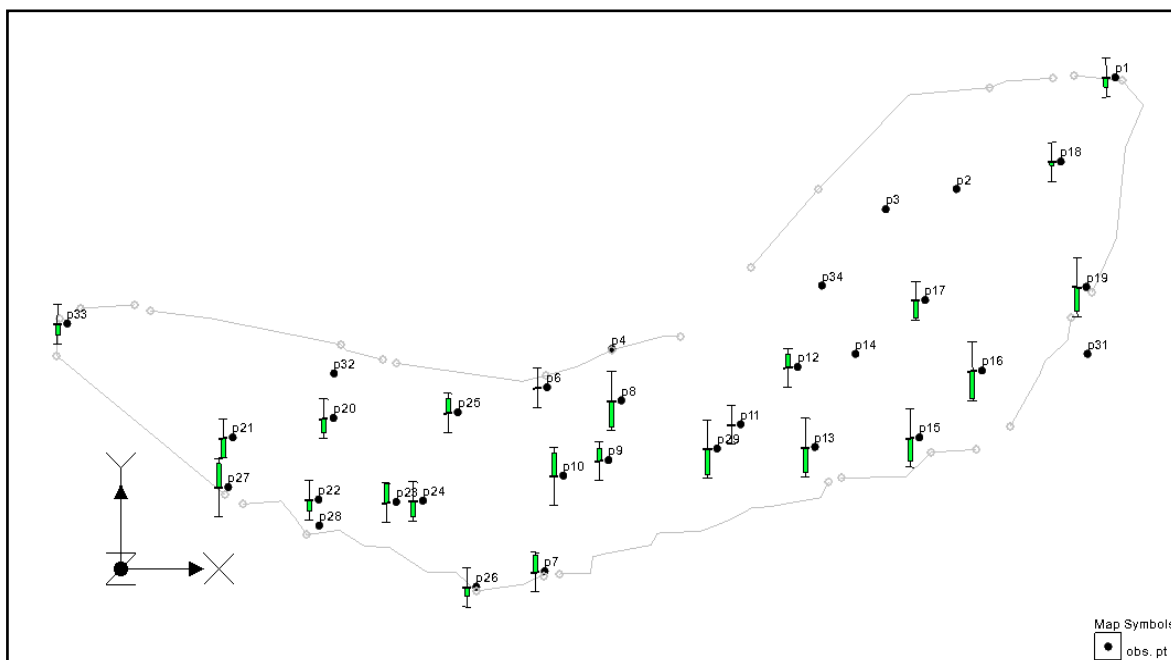 p1
p18
p2
p3
p19
p34
p17
p33
p4
p14
p31
p12
p16
p32
p6
p8
p25
p20
p11
p21
p15
p13
p29
p9
p10
p27
p22
p23
p24
p28
p7
p26
Y
Z
X
Map Symbols
obs. pt